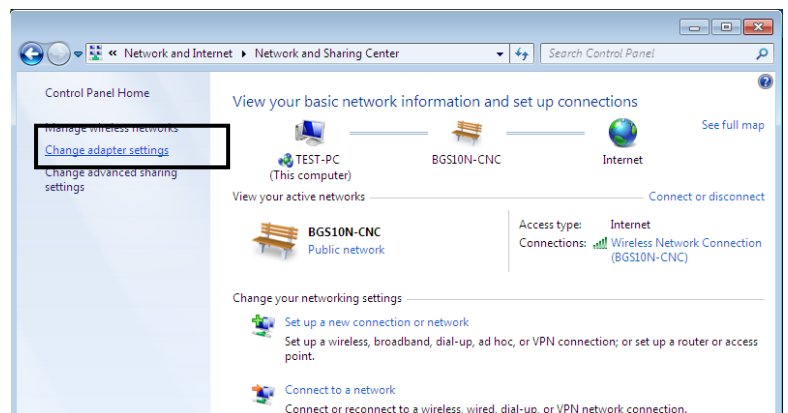 « Network and Internet ▸ Network and Sharing Center
Search Control Panel
Control Panel Home
Manage wireless networks
Change adapter settings
Change advanced sharing
settings
View your basic network information and set up connections
See full map
TEST-PC
(This computer)
BGS10N-CNC
Internet
View your active networks
Connect or disconnect
BGS10N-CNC
Public network
Access type: Internet
Connections: Wireless Network Connection
(BGS10N-CNC)
Change your networking settings
Set up a new connection or network
Set up a wireless, broadband, dial-up, ad hoc, or VPN connection; or set up a router or access
point.
Connect to a network
Connect or reconnect to a wireless, wired, dial-up, or VPN network connection.